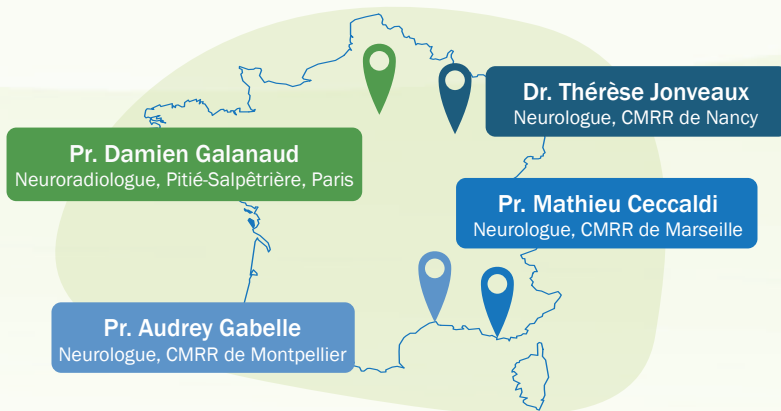 Dr. Thérèse Jonveaux
Neurologue, CMRR de Nancy
Pr. Damien Galanaud
Neuroradiologue, Pitié-Salpêtrière, Paris
Pr. Mathieu Ceccaldi
Neurologue, CMRR de Marseille
Pr. Audrey Gabelle
Neurologue, CMRR de Montpellier